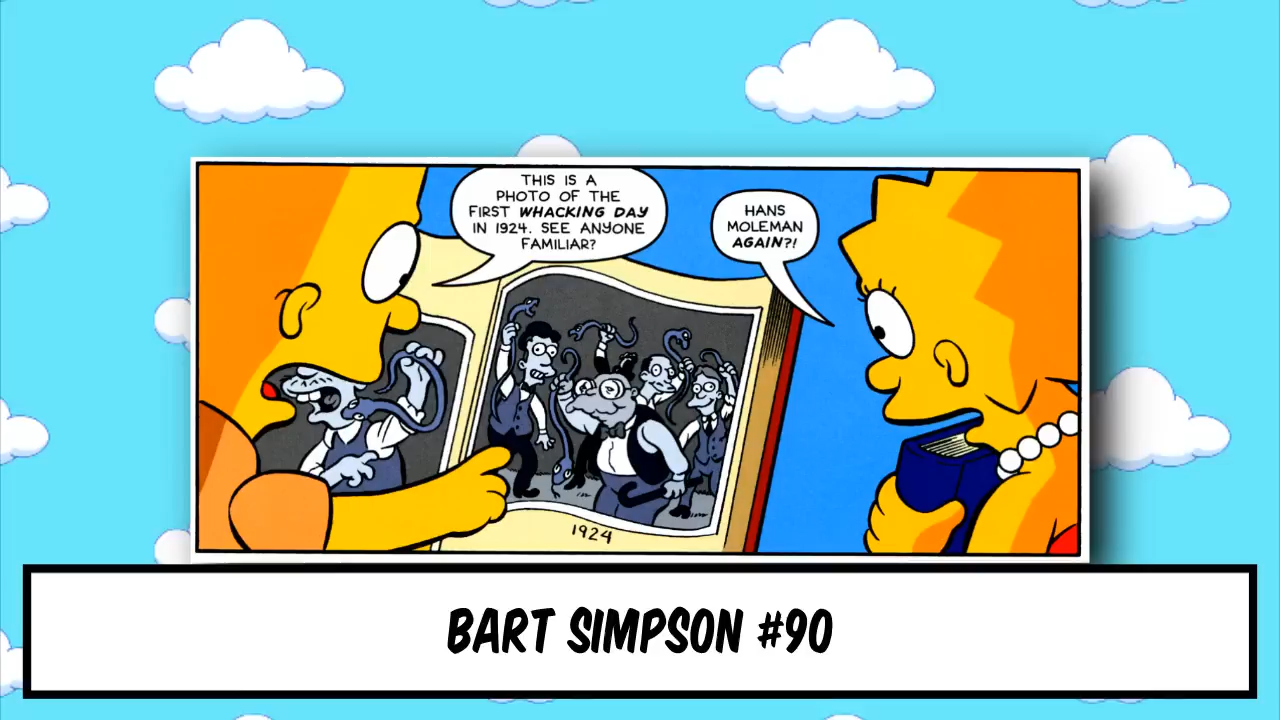 THIS IS A
PHOTO OF THE
FIRST WHACKING DAY
IN 1924. SEE ANYONE
FAMILIAR?
HANS
MOLEMAN
AGAIN?!
1924
BART SIMPSON #90